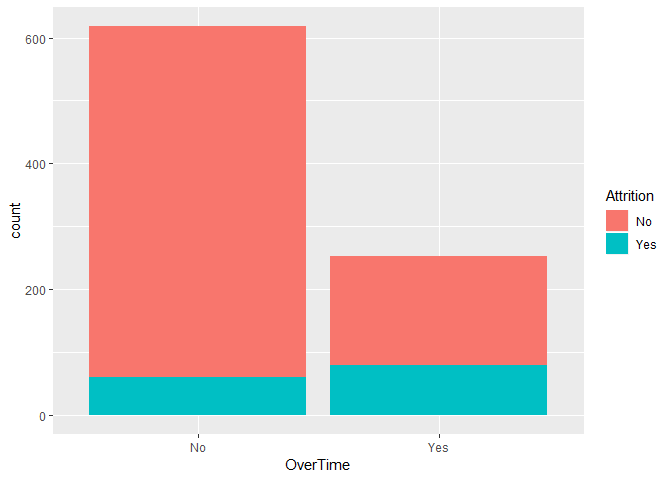 600
400
200
0
count
No
Yes
OverTime
Attrition
No
Yes